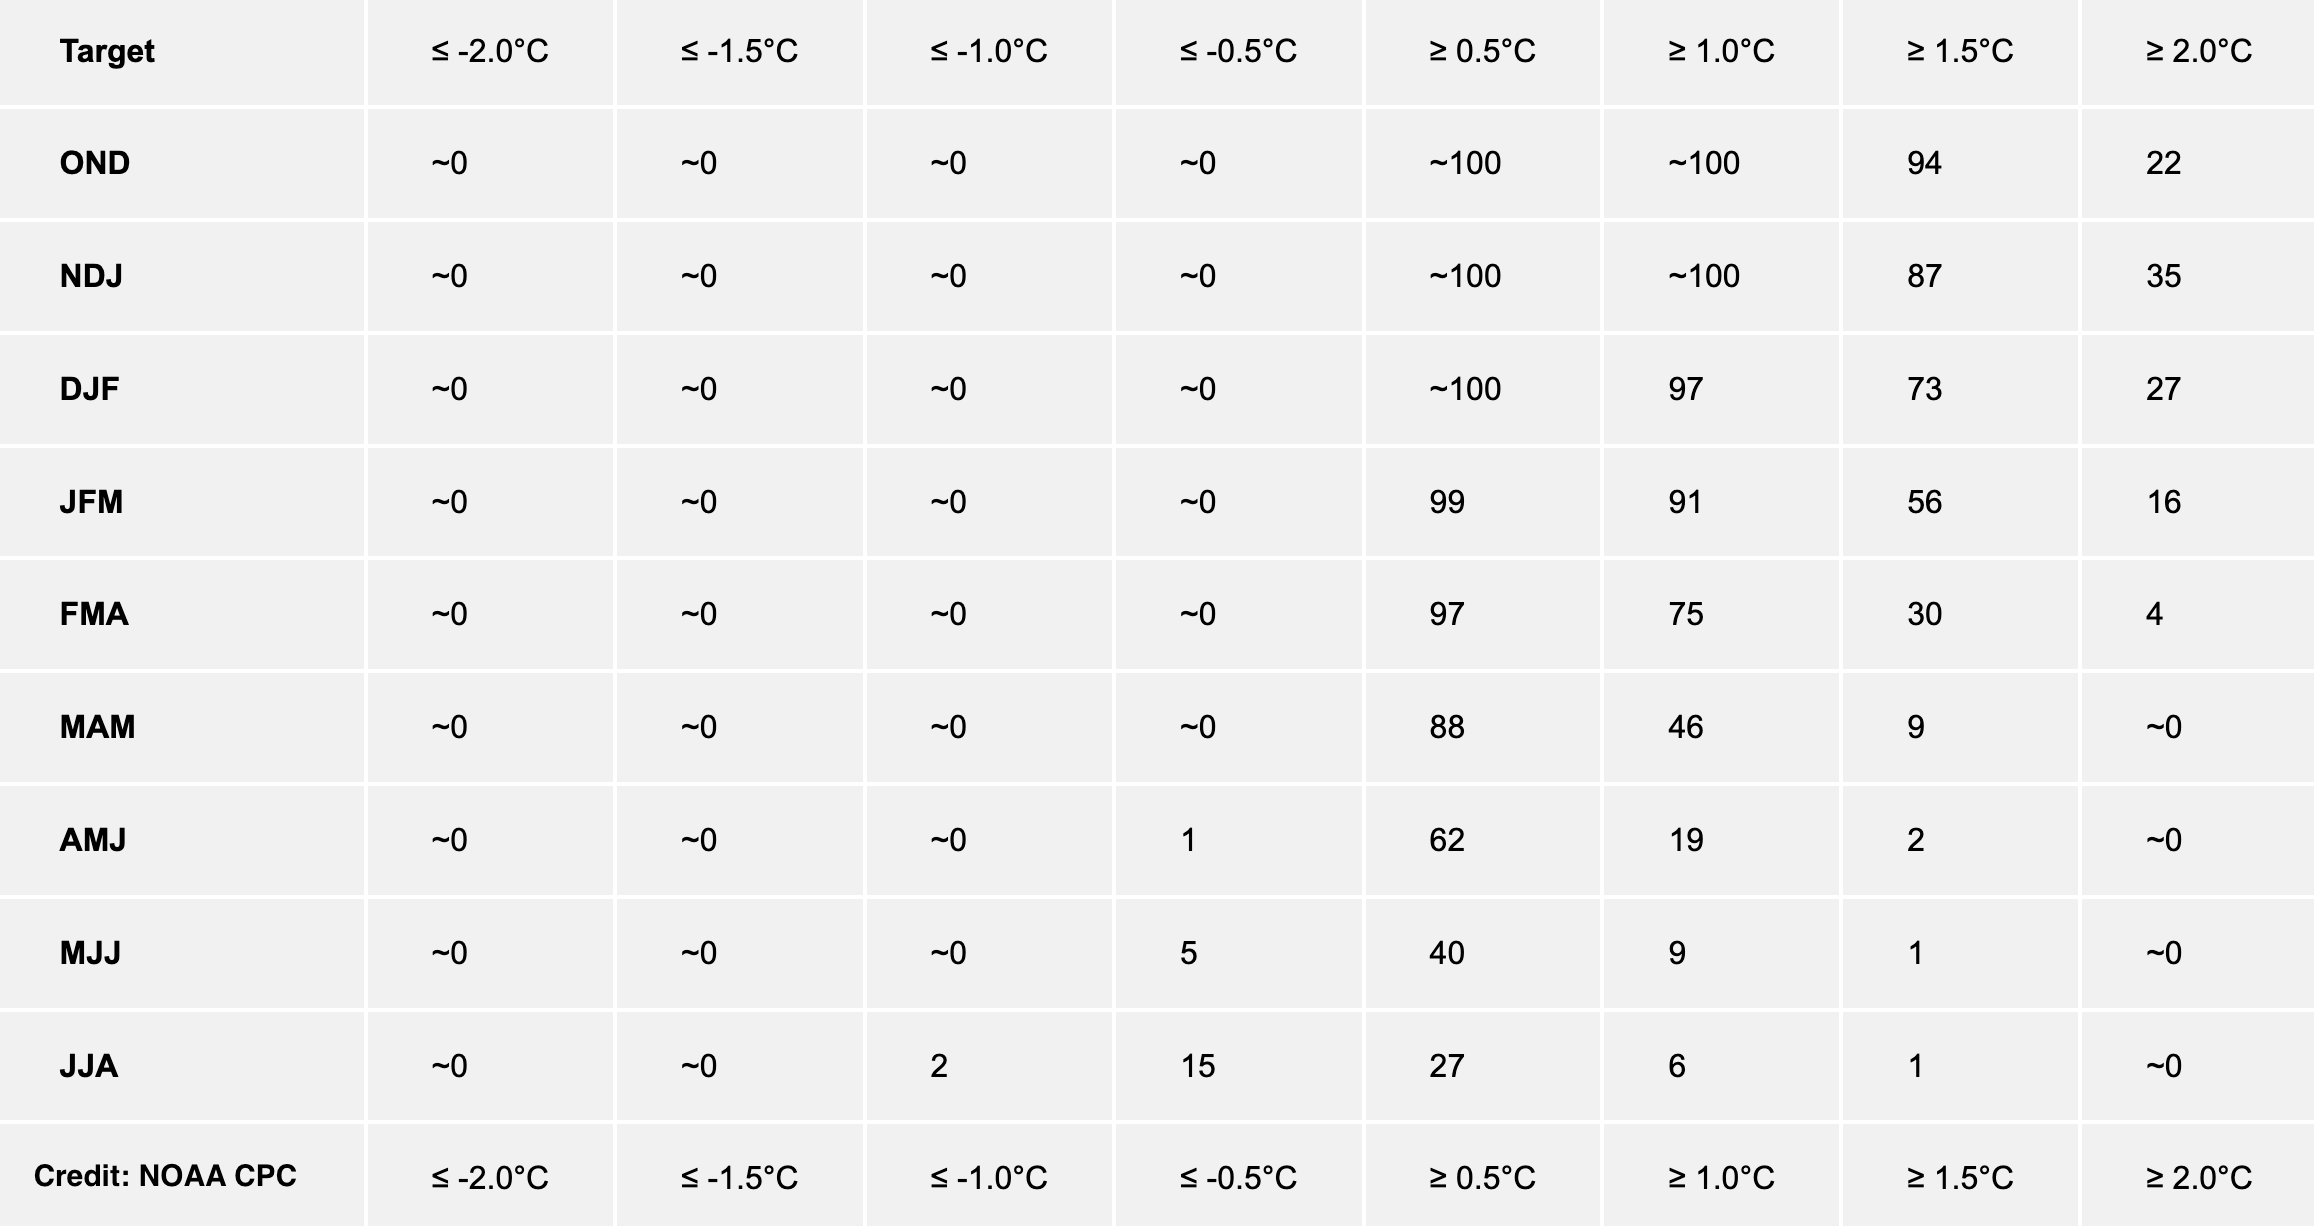 Target ≤ -2.0°C ≤ -1.5°C ≤ -1.0°C ≤ -0.5°C ≥ 0.5°C ≥ 1.0°C ≥ 1.5°C ≥ 2.0°C
OND ~0 ~0 ~0 ~0 ~100 ~100 94 22
NDJ ~0 ~0 ~0 ~0 ~100 ~100 87 35
DJF ~0 ~0 ~0 ~0 ~100 97 73 27
JFM ~0 ~0 ~0 ~0 99 91 56 16
FMA ~0 ~0 ~0 ~0 97 75 30 4
MAM ~0 ~0 ~0 ~0 88 46 9 ~0
AMJ ~0 ~0 ~0 1 62 19 2 ~0
MJJ ~0 ~0 ~0 5 40 9 1 ~0
JJA ~0 ~0 2 15 27 6 1 ~0
Credit: NOAA CPC ≤ -2.0°C ≤ -1.5°C ≤ -1.0°C ≤ -0.5°C ≥ 0.5°C ≥ 1.0°C ≥ 1.5°C ≥ 2.0°C